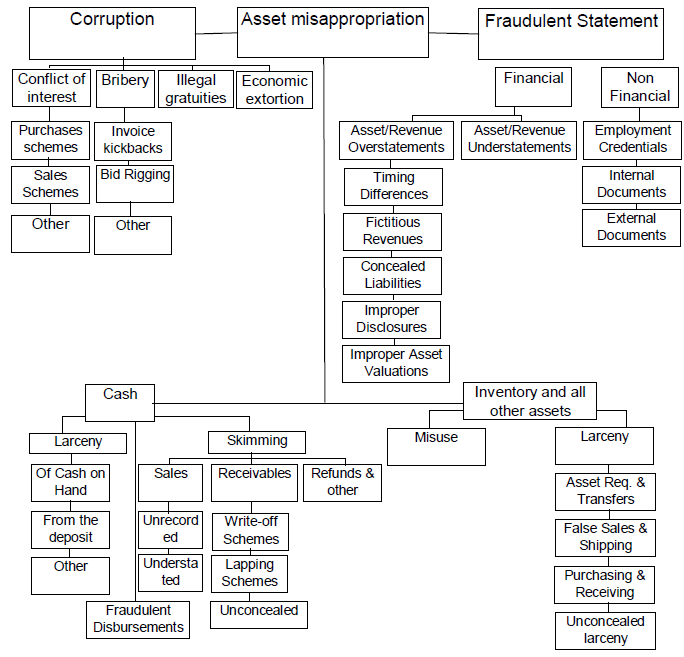 Corruption
Asset misappropriation
Fraudulent Statement
Conflict of
interest
Bribery
Illegal
gratuities
Economic
extortion
Financial
Non
Financial
Purchases
schemes
Invoice
kickbacks
Asset/Revenue
Overstatements
Asset/Revenue
Understatements
Employment
Credentials
Sales
Schemes
Bid Rigging
Timing
Differences
Internal
Documents
Other
Other
Fictitious
Revenues
External
Documents
Concealed
Liabilities
Improper
Disclosures
Improper Asset
Valuations
Cash
Inventory and all
other assets
Larceny
Skimming
Misuse
Larceny
Of Cash on
Hand
Sales
Receivables
Refunds &
other
Asset Req. &
Transfers
From the
deposit
Unrecord
ed
Write-off
Schemes
False Sales &
Shipping
Other
Understa
ted
Lapping
Schemes
Purchasing &
Receiving
Fraudulent
Disbursements
Unconcealed
Unconcealed
larceny